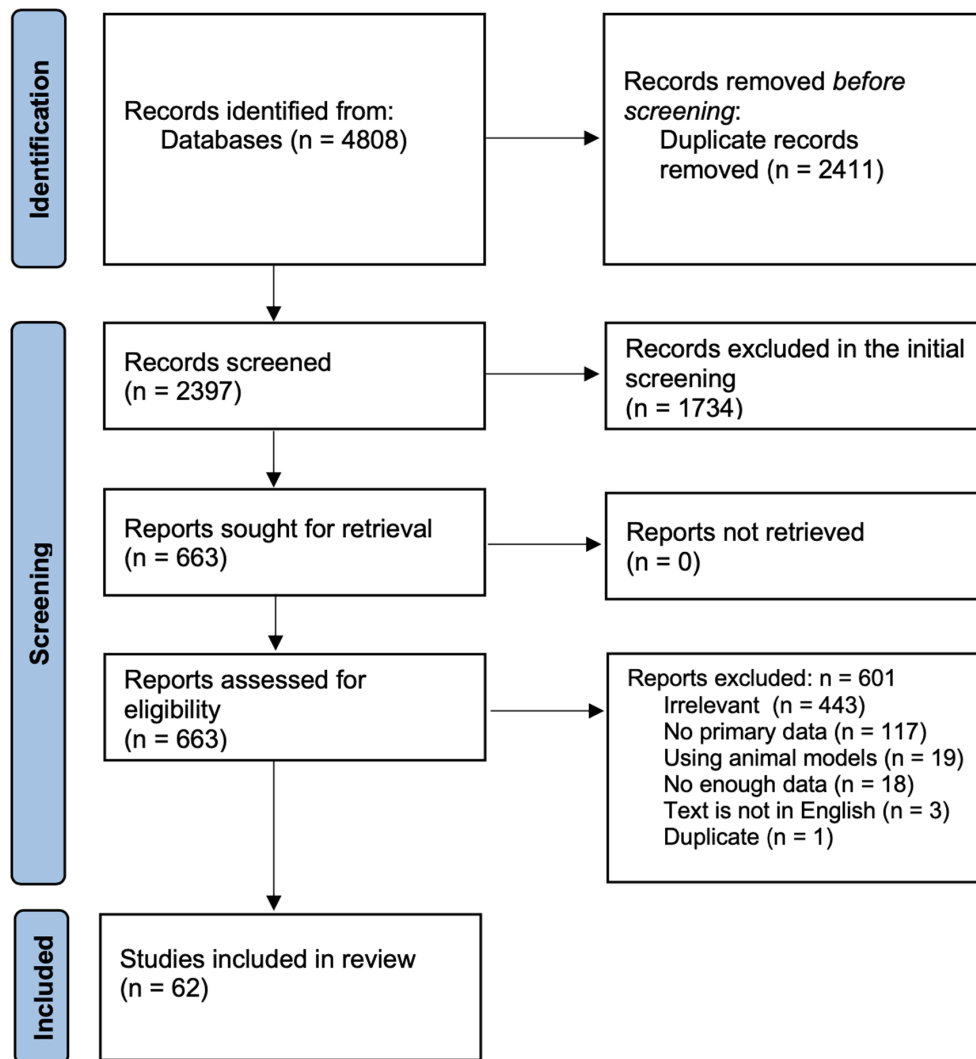 Identification
Records identified from:
Databases (n = 4808)
Records removed before
screening:
Duplicate records
removed (n = 2411)
Screening
Records screened
(n = 2397)
Records excluded in the initial
screening
(n = 1734)
Reports sought for retrieval
(n = 663)
Reports not retrieved
(n = 0)
Reports assessed for
eligibility
(n = 663)
Reports excluded: n = 601
Irrelevant (n = 443)
No primary data (n = 117)
Using animal models (n = 19)
No enough data (n = 18)
Text is not in English (n = 3)
Duplicate (n = 1)
Included
Studies included in review
(n = 62)